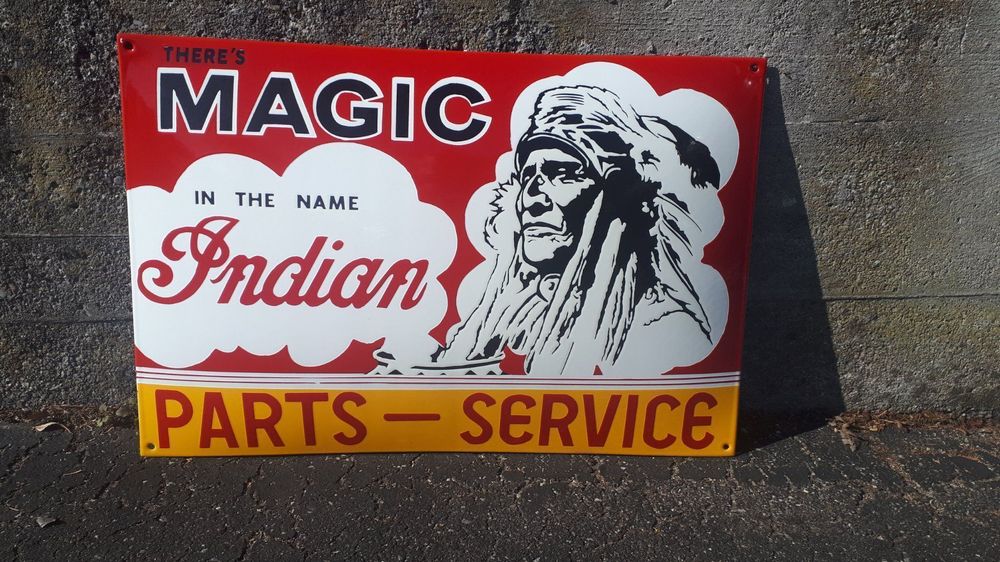 THERE'S
MAGIC
IN THE NAME
Indian
PARTS — SERVICE